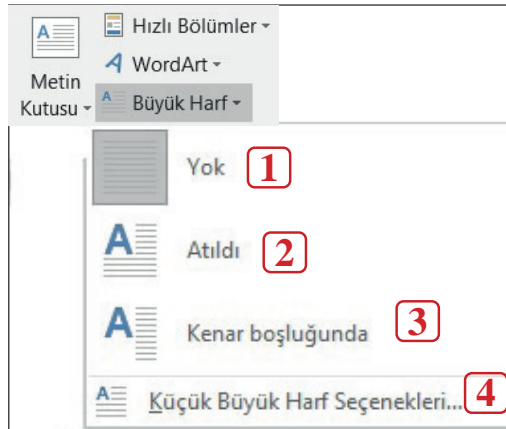 Hızlı Bölümler
WordArt
Metin Kutusu
Büyük Harf
Yok 1
Atıldı 2
Kenar boşluğunda 3
Küçük Büyük Harf Seçenekleri... 4